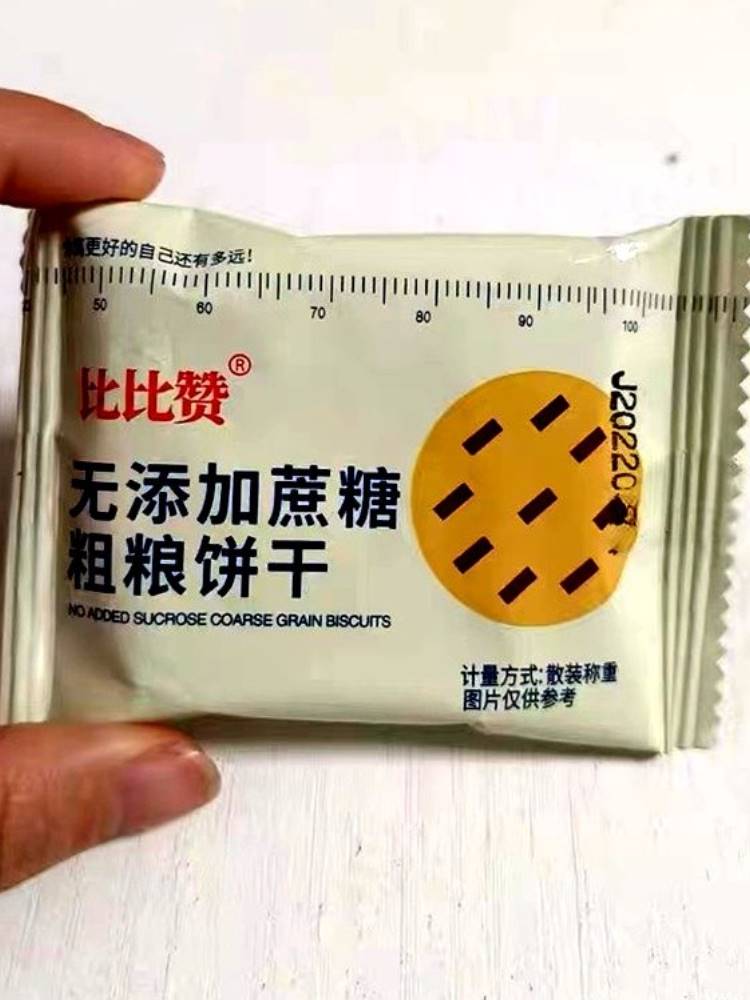 更好的自己还有多远!
50 60 70 80 90 100
比比赞®
无添加蔗糖
粗粮饼干
NO ADDED SUCROSE COARSE GRAIN BISCUITS
J20220
计量方式:散装称重
图片仅供参考